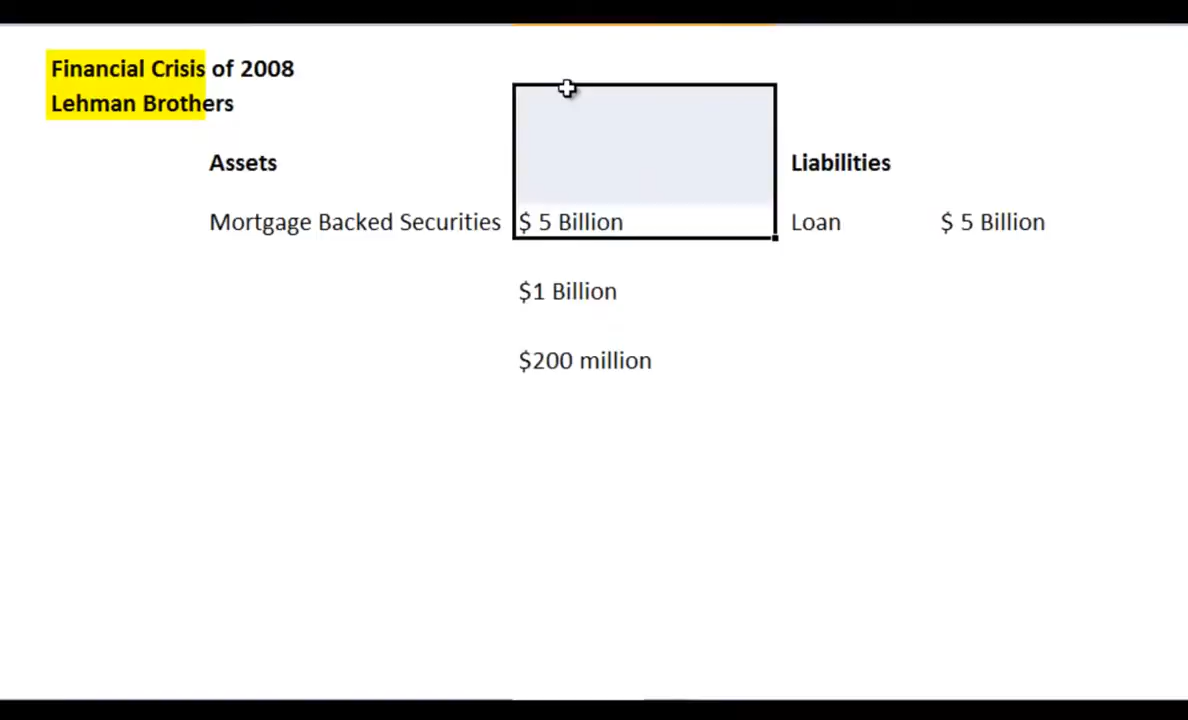 Financial Crisis of 2008
Lehman Brothers
Assets Liabilities
Mortgage Backed Securities $ 5 Billion Loan $ 5 Billion
$1 Billion
$200 million